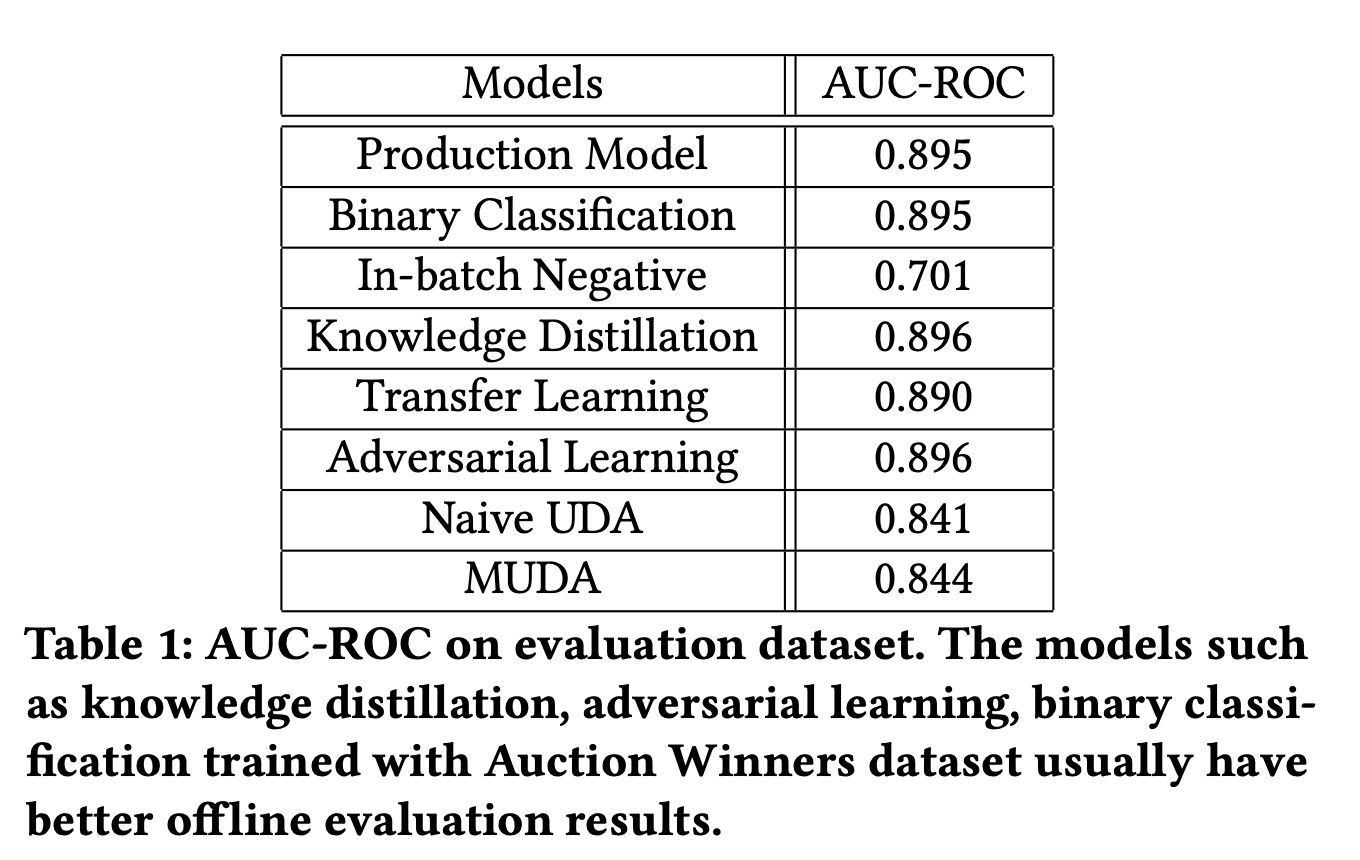 Models AUC-ROC
Production Model 0.895
Binary Classification 0.895
In-batch Negative 0.701
Knowledge Distillation 0.896
Transfer Learning 0.890
Adversarial Learning 0.896
Naive UDA 0.841
MUDA 0.844
Table 1: AUC-ROC on evaluation dataset. The models such
as knowledge distillation, adversarial learning, binary classi-
fication trained with Auction Winners dataset usually have
better offline evaluation results.